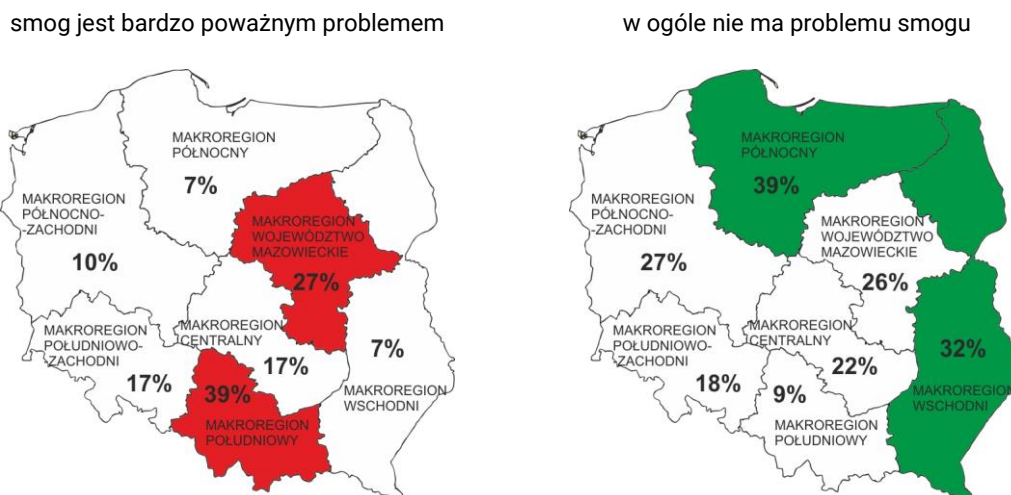 smog jest bardzo poważnym problemem
MAKROREGION
PÓŁNOCNY
7%
MAKROREGION
PÓŁNOCNO-
-ZACHODNI
10%
MAKROREGION
WOJEWÓDZTWO
MAZOWIECKIE
27%
MAKROREGION
POŁUDNIOWO-
-ZACHODNI
17%
MAKROREGION
CENTRALNY
17%
7%
MAKROREGION
WSCHODNI
39%
MAKROREGION
POŁUDNIOWY
w ogóle nie ma problemu smogu
MAKROREGION
PÓŁNOCNY
39%
MAKROREGION
PÓŁNOCNO-
-ZACHODNI
27%
MAKROREGION
WOJEWÓDZTWO
MAZOWIECKIE
26%
MAKROREGION
POŁUDNIOWO-
-ZACHODNI
18%
MAKROREGION
CENTRALNY
22%
32%
MAKROREGION
WSCHODNI
9%
MAKROREGION
POŁUDNIOWY